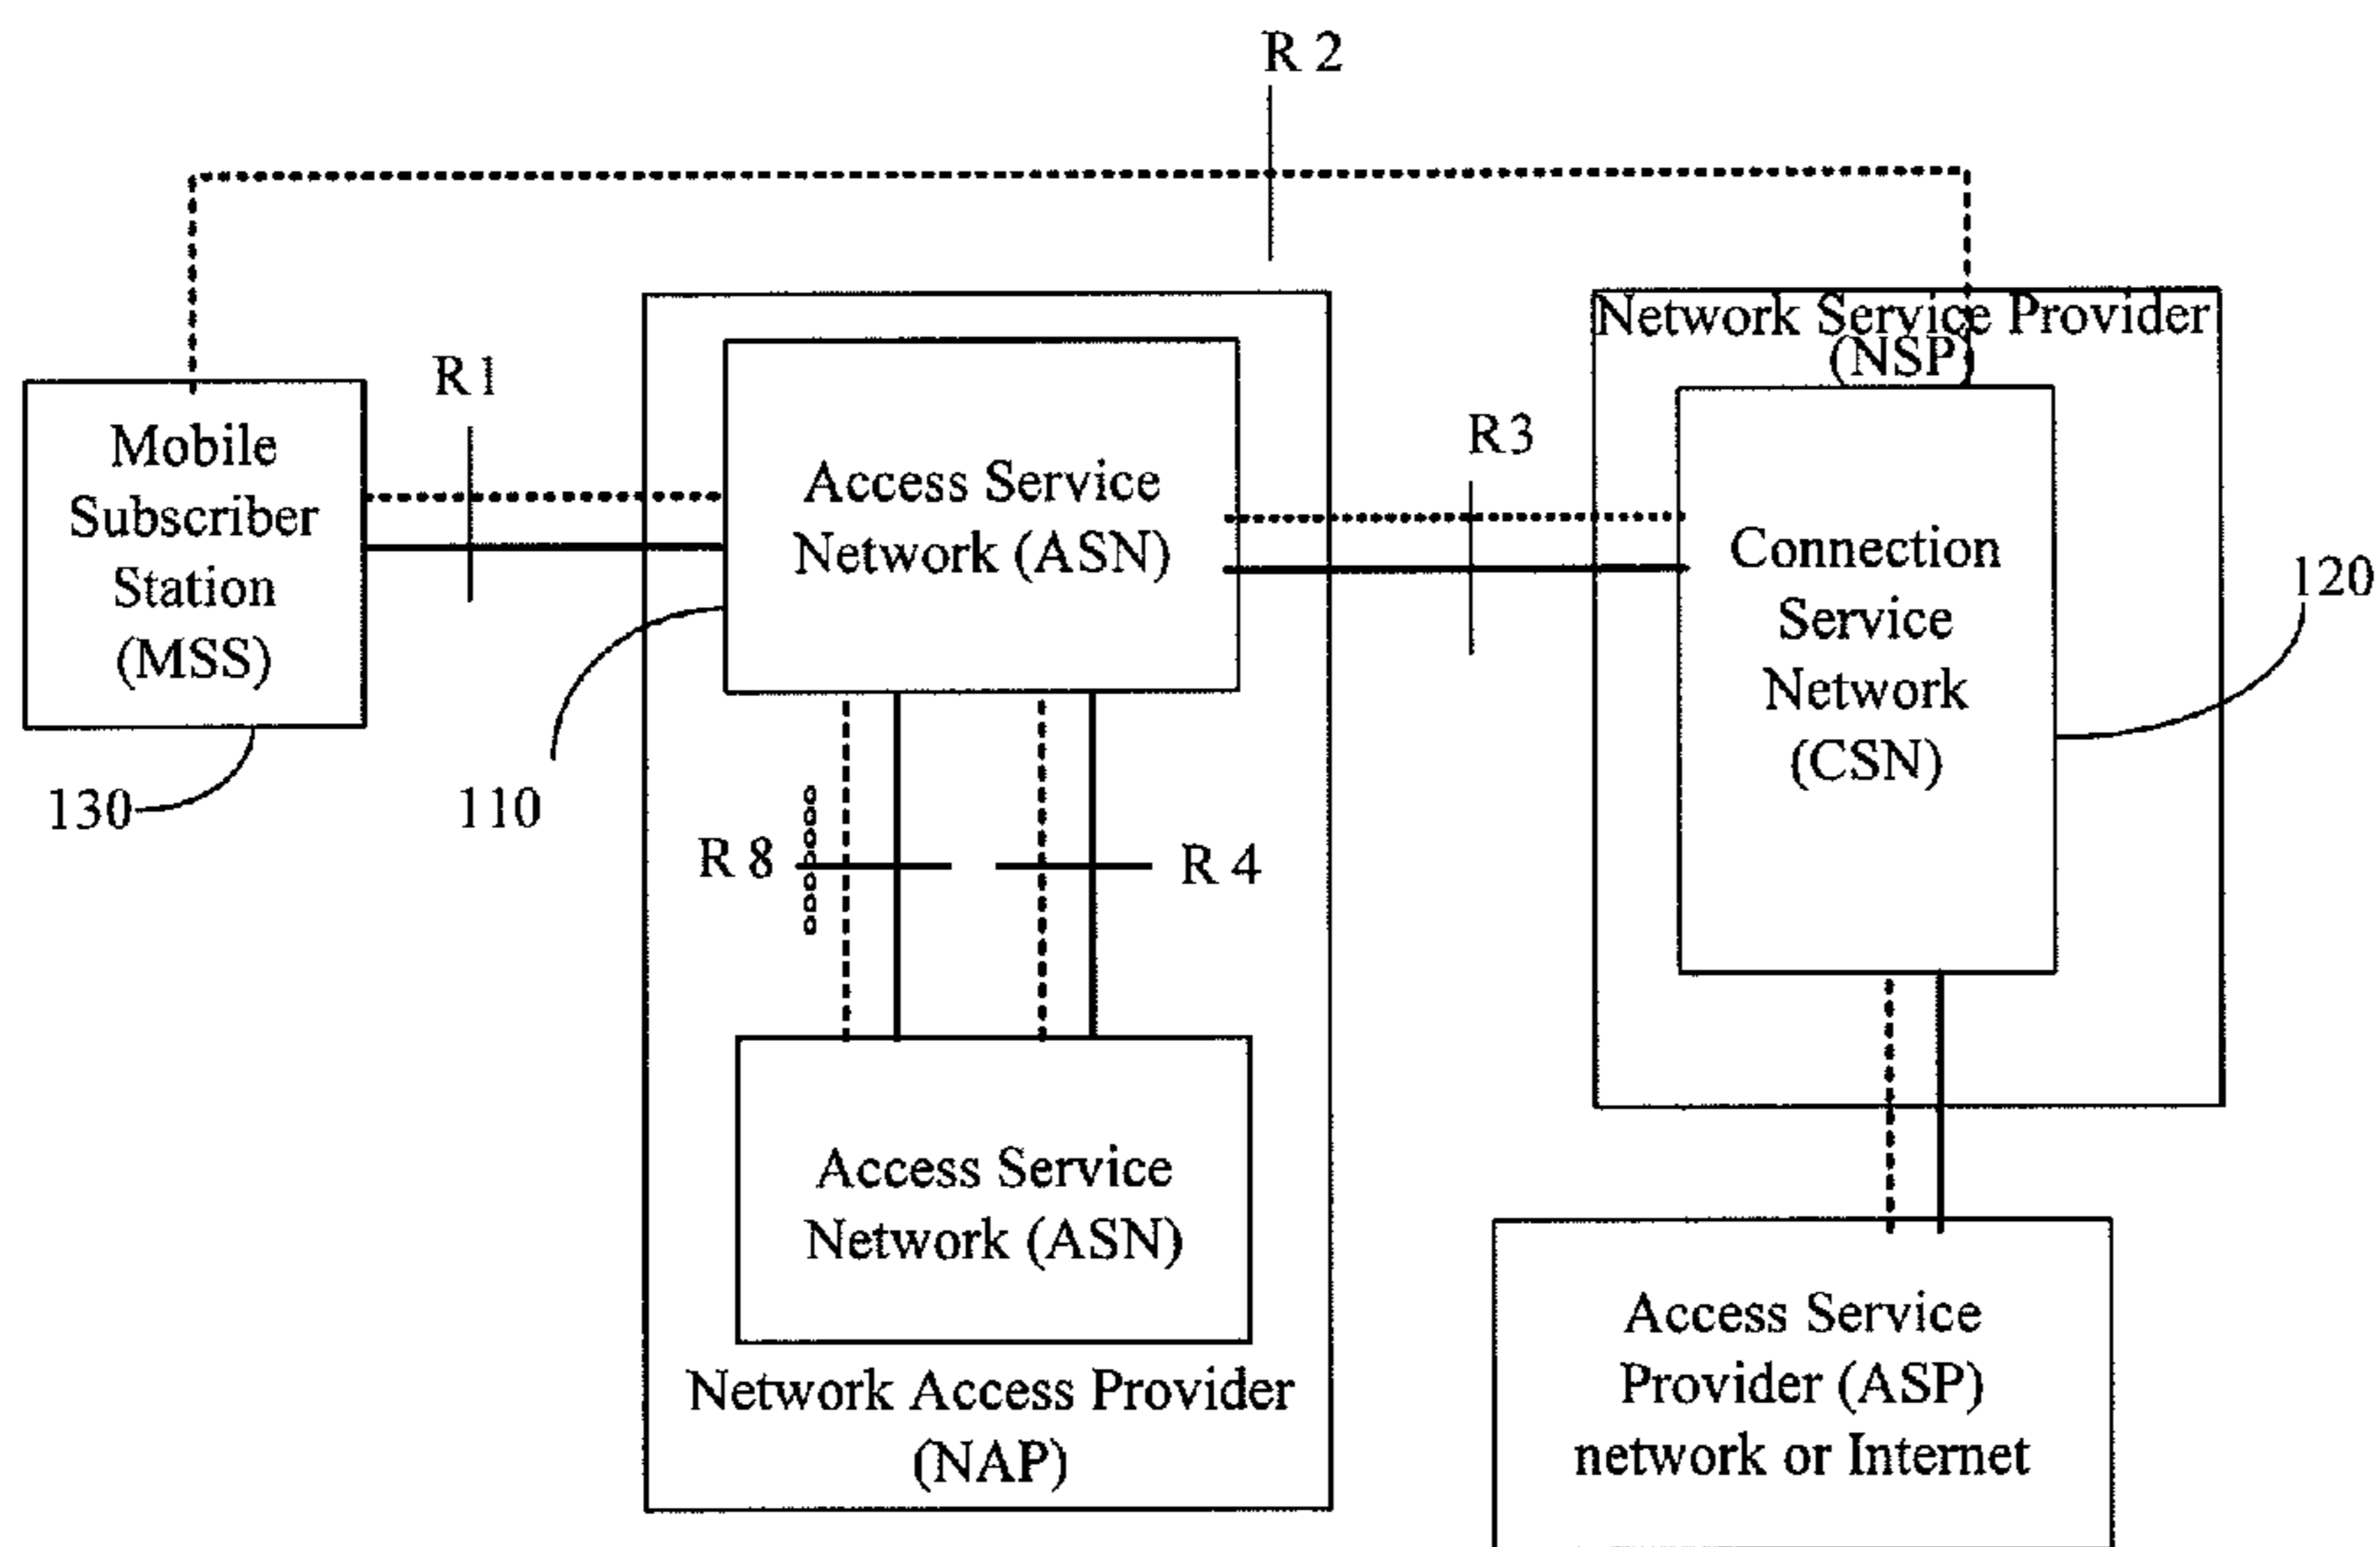 R 2
Network Service Provider
(NSP)
R 1
Mobile
Subscriber
Station
(MSS)
130
Access Service
Network (ASN)
110
R3
Connection
Service
Network
(CSN)
120
R 8
R 4
Access Service
Network (ASN)
Network Access Provider
(NAP)
Access Service
Provider (ASP)
network or Internet